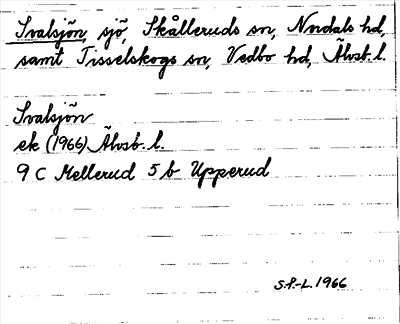 Svalsjön, sjö, Skålleruds sn, Nordals hd,
samt Tisselskogs sn, Vedbo hd, Älvsb. l.
Svalsjön
ek (1966) Älvsb. l.
9 C Mellerud 5 b Upperud
S.F.-L. 1966